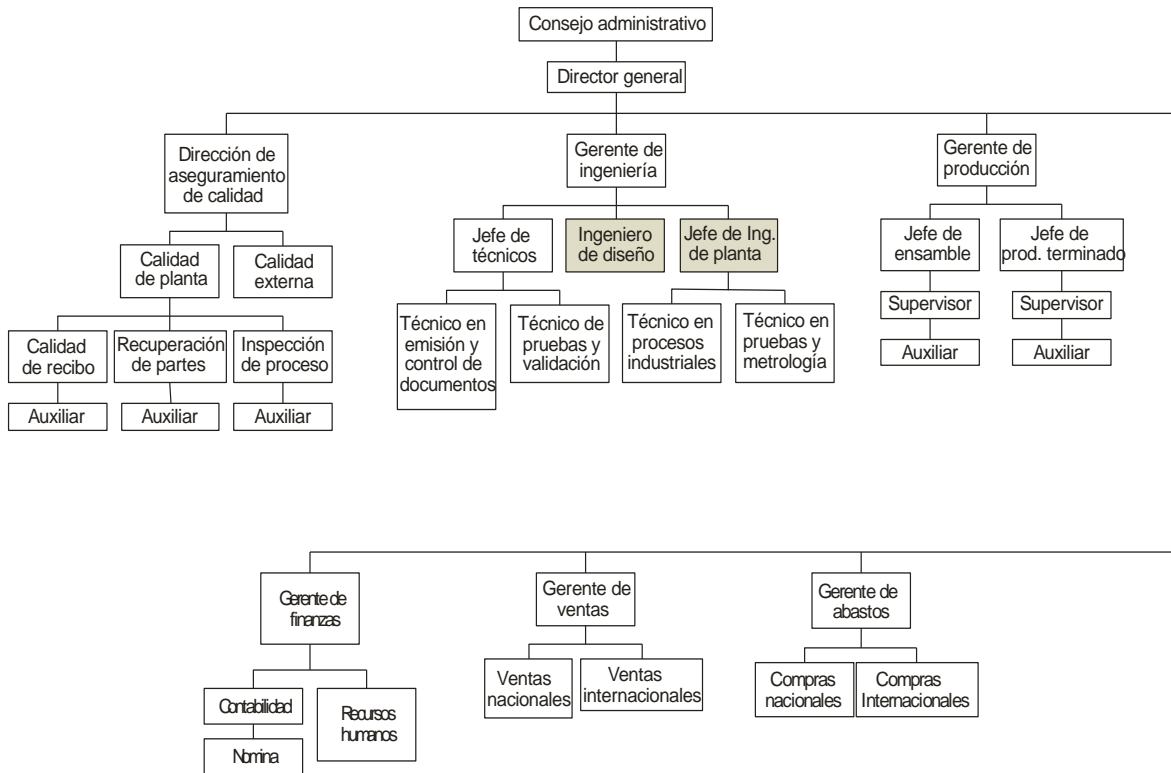 Consejo administrativo
Director general
Dirección de
aseguramiento
de calidad
Gerente de
ingeniería
Gerente de
producción
Calidad
de planta
Calidad
externa
Jefe de
técnicos
Ingeniero
de diseño
Jefe de Ing.
de planta
Jefe de
ensamble
Jefe de
prod. terminado
Calidad
de recibo
Recuperación
de partes
Inspección
de proceso
Técnico en
emisión y
control de
documentos
Técnico de
pruebas y
validación
Técnico en
procesos
industriales
Técnico en
pruebas y
metrología
Supervisor
Supervisor
Auxiliar
Auxiliar
Auxiliar
Auxiliar
Auxiliar
Gerente de
finanzas
Gerente de
ventas
Gerente de
abastos
Contabilidad
Recursos
humanos
Ventas
nacionales
Ventas
internacionales
Compras
nacionales
Compras
Internacionales
Nomina